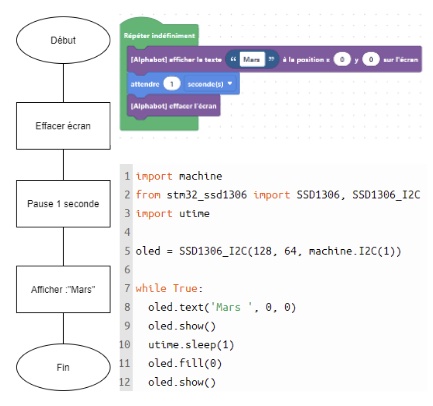 Début
Effacer écran
Pause 1 seconde
Afficher :"Mars"
Fin
Répéter indéfiniment
[Alphabot] afficher le texte “ Mars ” à la position x 0 y 0 sur l'écran
attendre 1 seconde(s)
[Alphabot] effacer l'écran
1 import machine
2 from stm32_ssd1306 import SSD1306, SSD1306_I2C
3 import utime
4
5 oled = SSD1306_I2C(128, 64, machine.I2C(1))
6
7 while True:
8   oled.text('Mars ', 0, 0)
9   oled.show()
10   utime.sleep(1)
11   oled.fill(0)
12   oled.show()